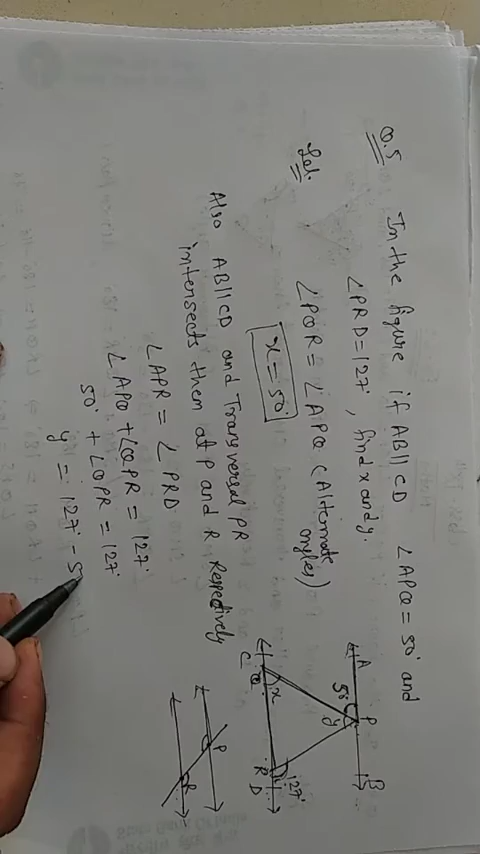 Q.5 In the figure if AB||CD ∠APQ = 50° and
∠PRD = 127°, find x and y.
Sol. ∠PQR = ∠APQ (Alternate
angles)
x = 50°
Also AB||CD and Transversal PR
intersects them at P and R Respectively
∠APR = ∠PRD
∠APQ + ∠QPR = 127°
50° + ∠QPR = 127°
y = 127° - 5
A P B
50° y
x 127°
C Q R D
P
R